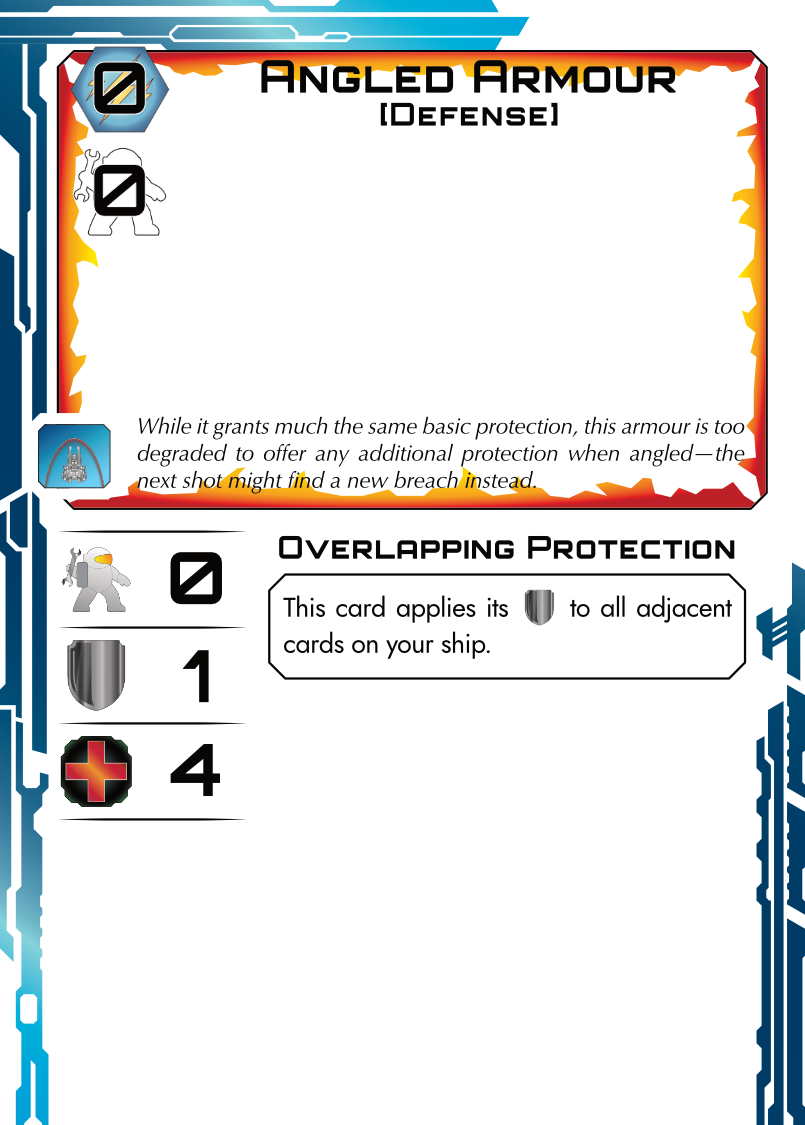 0
Angled Armour
[Defense]
0
While it grants much the same basic protection, this armour is too
degraded to offer any additional protection when angled—the
next shot might find a new breach instead.
0
Overlapping Protection
This card applies its to all adjacent
cards on your ship.
1
4